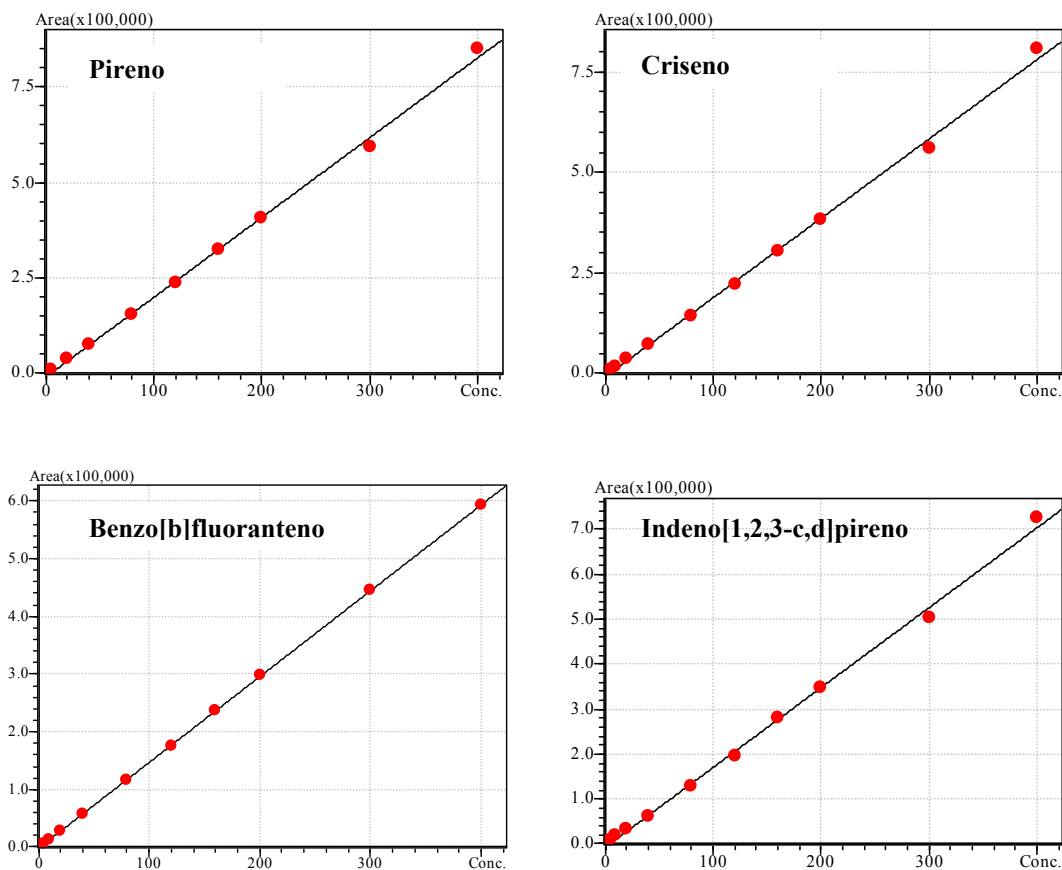 Area(x100,000)
Pireno
7.5
5.0
2.5
0.0
0 100 200 300 Conc.
Area(x100,000)
Criseno
7.5
5.0
2.5
0.0
0 100 200 300 Conc.
Area(x100,000)
Benzo[b]fluoranteno
6.0
5.0
4.0
3.0
2.0
1.0
0.0
0 100 200 300 Conc.
Area(x100,000)
Indeno[1,2,3-c,d]pireno
7.0
6.0
5.0
4.0
3.0
2.0
1.0
0.0
0 100 200 300 Conc.